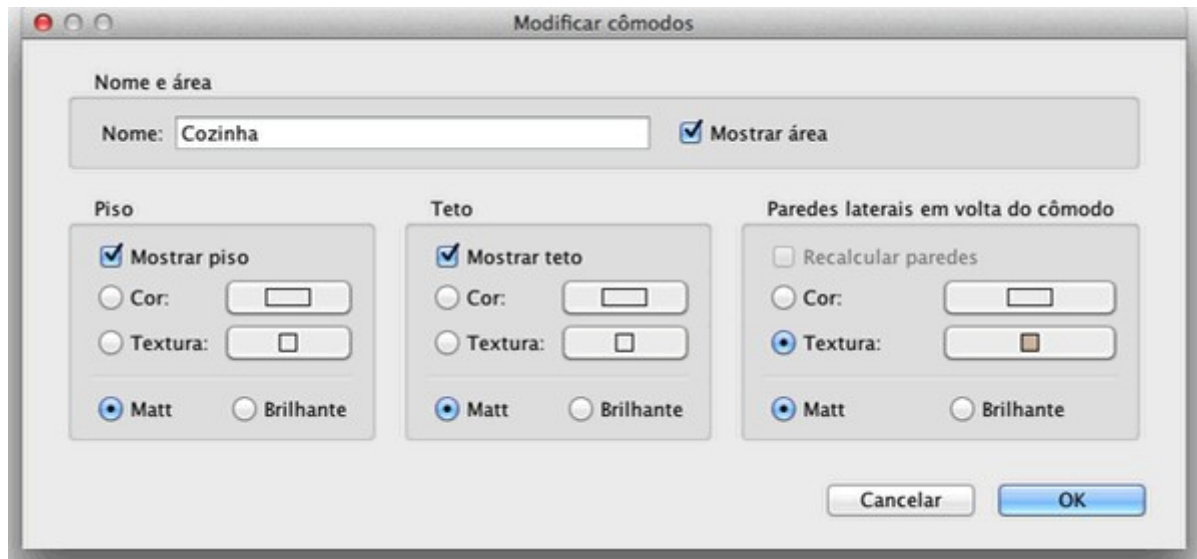 Modificar cômodos
Nome e área
Nome: Cozinha Mostrar área
Piso Teto Paredes laterais em volta do cômodo
Mostrar piso Mostrar teto Recalcular paredes
Cor: Cor: Cor:
Textura: Textura: Textura:
Matt Brilhante Matt Brilhante Matt Brilhante
Cancelar OK